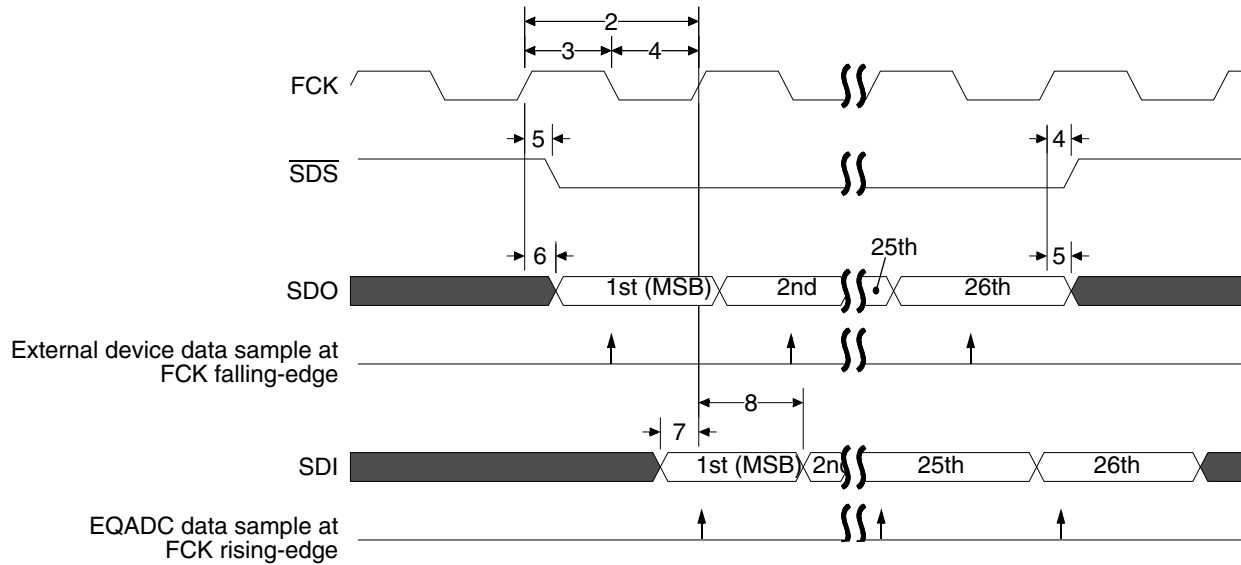 2
3 4
FCK
5 4
SDS
25th
6 5
SDO 1st (MSB) 2nd 26th
External device data sample at
FCK falling-edge
8
7
SDI 1st (MSB) 2nd 25th 26th
EQADC data sample at
FCK rising-edge